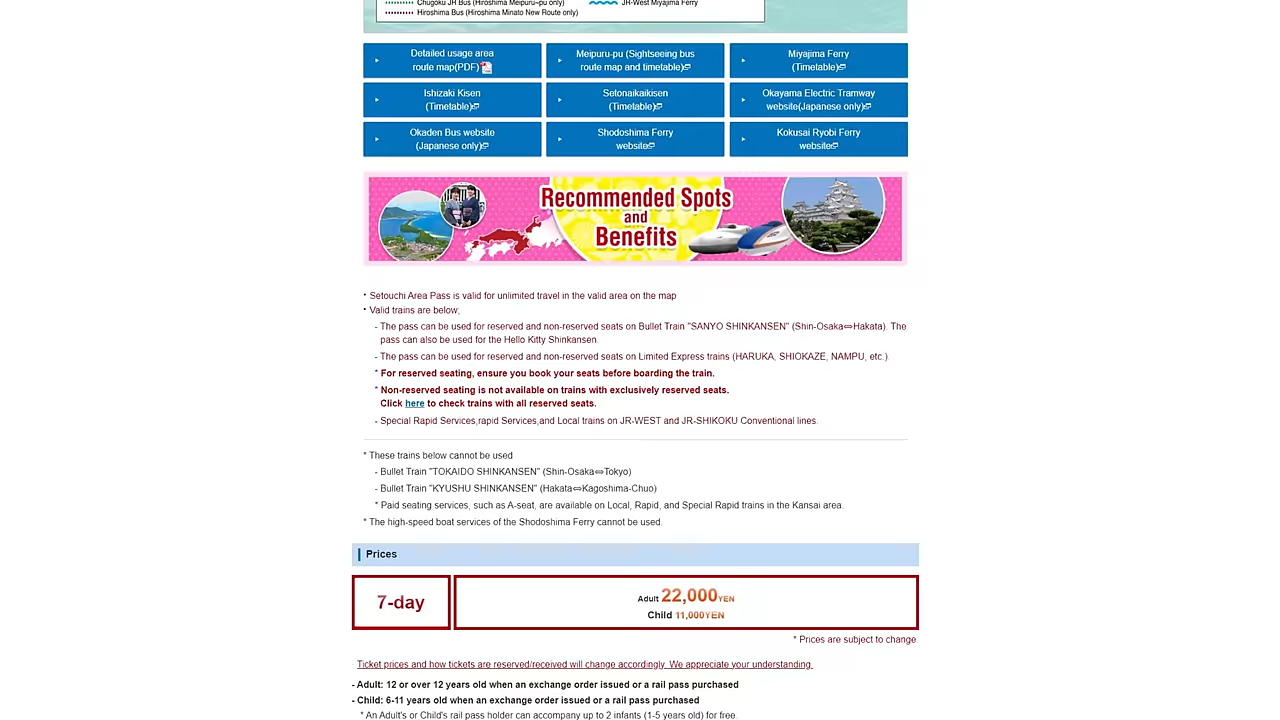 Chugoku JR Bus (Hiroshima Meipuru~pu only)
JR-West Miyajima Ferry
Hiroshima Bus (Hiroshima Minato New Route only)
Detailed usage area
route map(PDF)
Meipuru-pu (Sightseeing bus
route map and timetable)
Miyajima Ferry
(Timetable)
Ishizaki Kisen
(Timetable)
Setonaikaikisen
(Timetable)
Okayama Electric Tramway
website(Japanese only)
Okaden Bus website
(Japanese only)
Shodoshima Ferry
website
Kokusai Ryobi Ferry
website
Recommended Spots
and
Benefits
・Setouchi Area Pass is valid for unlimited travel in the valid area on the map
・Valid trains are below;
- The pass can be used for reserved and non-reserved seats on Bullet Train "SANYO SHINKANSEN" (Shin-Osaka⇔Hakata). The
pass can also be used for the Hello Kitty Shinkansen.
- The pass can be used for reserved and non-reserved seats on Limited Express trains (HARUKA, SHIOKAZE, NAMPU, etc.).
* For reserved seating, ensure you book your seats before boarding the train.
* Non-reserved seating is not available on trains with exclusively reserved seats.
Click here to check trains with all reserved seats.
- Special Rapid Services,rapid Services,and Local trains on JR-WEST and JR-SHIKOKU Conventional lines.
* These trains below cannot be used
- Bullet Train "TOKAIDO SHINKANSEN" (Shin-Osaka⇔Tokyo)
- Bullet Train "KYUSHU SHINKANSEN" (Hakata⇔Kagoshima-Chuo)
* Paid seating services, such as A-seat, are available on Local, Rapid, and Special Rapid trains in the Kansai area.
* The high-speed boat services of the Shodoshima Ferry cannot be used.
Prices
7-day
Adult 22,000YEN
Child 11,000YEN
* Prices are subject to change.
Ticket prices and how tickets are reserved/received will change accordingly. We appreciate your understanding.
- Adult: 12 or over 12 years old when an exchange order issued or a rail pass purchased
- Child: 6-11 years old when an exchange order issued or a rail pass purchased
* An Adult's or Child's rail pass holder can accompany up to 2 infants (1-5 years old) for free.